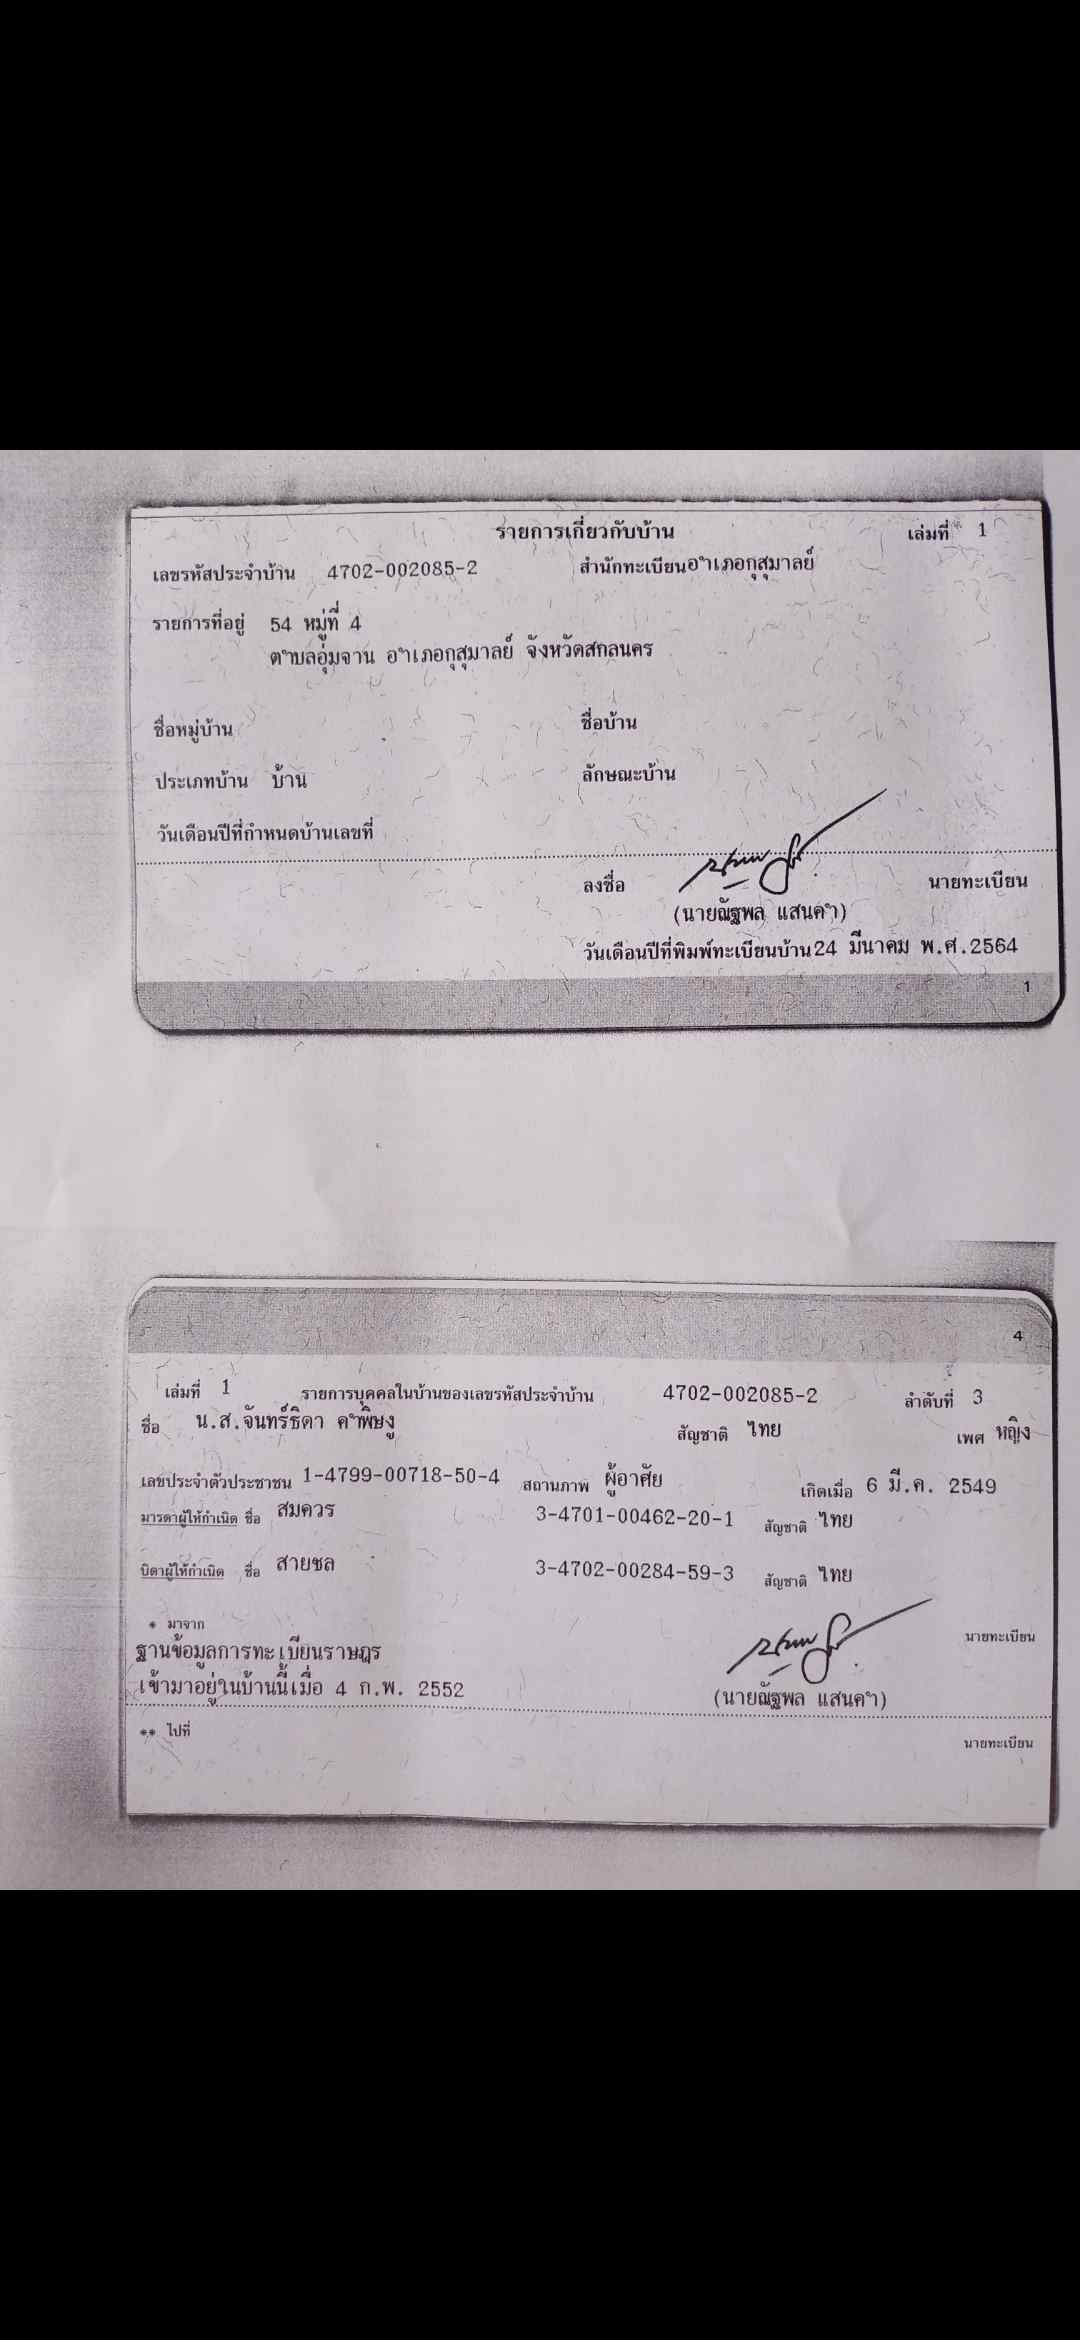 รายการเกี่ยวกับบ้าน เล่มที่ 1
เลขรหัสประจำบ้าน 4702-002085-2 สำนักทะเบียนอำเภอกุสุมาลย์
รายการที่อยู่ 54 หมู่ที่ 4
ตำบลอุ่มจาน อำเภอกุสุมาลย์ จังหวัดสกลนคร
ชื่อหมู่บ้าน ชื่อบ้าน
ประเภทบ้าน บ้าน ลักษณะบ้าน
วันเดือนปีที่กำหนดบ้านเลขที่
ลงชื่อ นายทะเบียน
(นายณัฐพล แสนคำ)
วันเดือนปีที่พิมพ์ทะเบียนบ้าน 24 มีนาคม พ.ศ.2564
1
4
เล่มที่ 1 รายการบุคคลในบ้านของเลขรหัสประจำบ้าน 4702-002085-2 ลำดับที่ 3
ชื่อ น.ส.จันทร์ธิดา คำพิษงู สัญชาติ ไทย เพศ หญิง
เลขประจำตัวประชาชน 1-4799-00718-50-4 สถานภาพ ผู้อาศัย เกิดเมื่อ 6 มี.ค. 2549
มารดาผู้ให้กำเนิด ชื่อ สมควร 3-4701-00462-20-1 สัญชาติ ไทย
บิดาผู้ให้กำเนิด ชื่อ สายชล 3-4702-00284-59-3 สัญชาติ ไทย
* มาจาก
ฐานข้อมูลการทะเบียนราษฎร นายทะเบียน
เข้ามาอยู่ในบ้านนี้เมื่อ 4 ก.พ. 2552 (นายณัฐพล แสนคำ)
** ไปที่ นายทะเบียน